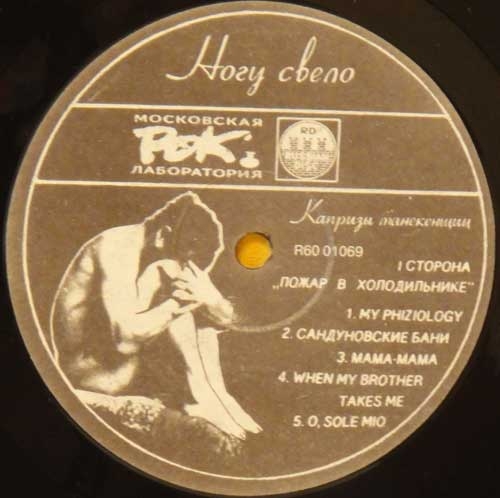 Ногу свело
МОСКОВСКАЯ
РОК
ЛАБОРАТОРИЯ
RD
Капризы манекенщиц
R60 01069
I СТОРОНА
„ПОЖАР В ХОЛОДИЛЬНИКЕ"
1. MY PHIZIOLOGY
2. САНДУНОВСКИЕ БАНИ
3. МАМА-МАМА
4. WHEN MY BROTHER
TAKES ME
5. O, SOLE MIO